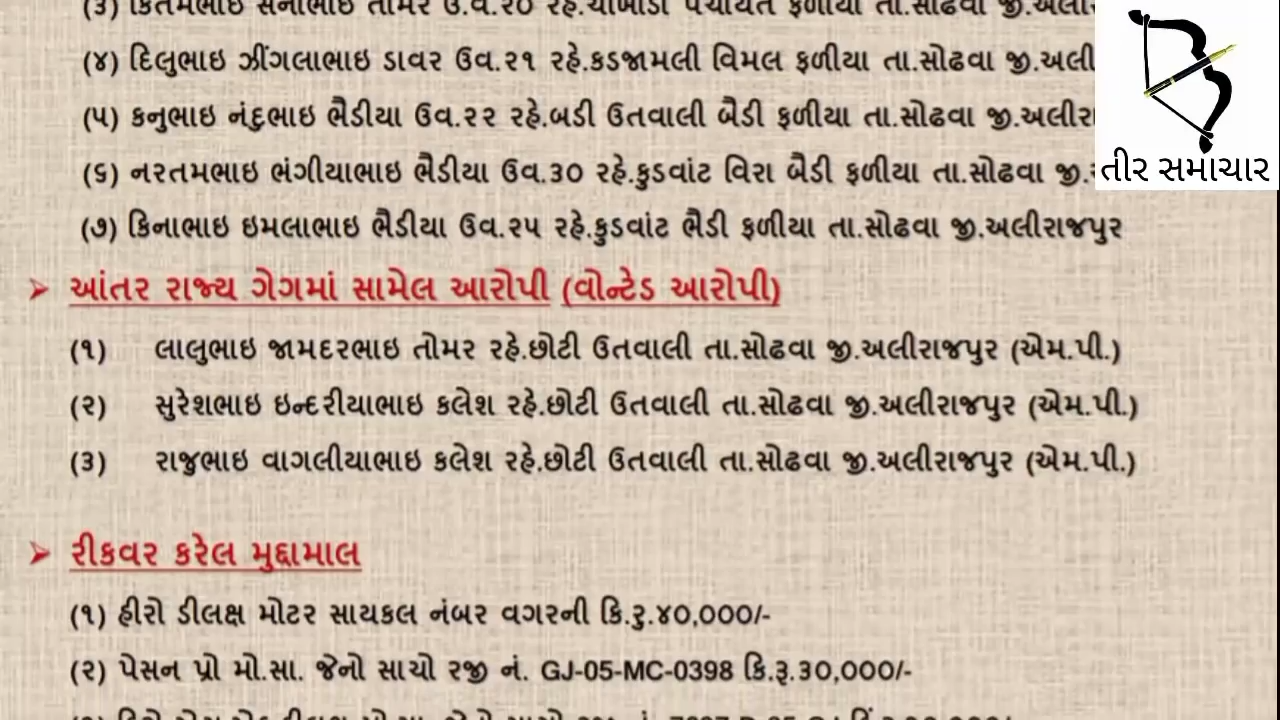 (૪) દિલુભાઇ ઝીંગલાભાઇ ડાવર ઉવ.૨૧ રહે.કડજામલી વિમલ ફળીયા તા.સોઢવા જી.અલી
(૫) કનુભાઇ નંદુભાઇ ભૈડીયા ઉવ.૨૨ રહે.બડી ઉતવાલી બૈડી ફળીયા તા.સોઢવા જી.અલીરા
(૬) નરતમભાઇ ભંગીયાભાઇ ભૈડીયા ઉવ.૩૦ રહે.કુડવાંટ વિરા બૈડી ફળીયા તા.સોઢવા જી.
તીર સમાચાર
(૭) કિનાભાઇ ઇમલાભાઇ ભૈડીયા ઉવ.૨૫ રહે.કુડવાંટ ભૈડી ફળીયા તા.સોઢવા જી.અલીરાજપુર
➢ આંતર રાજ્ય ગેગમાં સામેલ આરોપી (વોન્ટેડ આરોપી)
(૧) લાલુભાઇ જામદરભાઇ તોમર રહે.છોટી ઉતવાલી તા.સોઢવા જી.અલીરાજપુર (એમ.પી.)
(૨) સુરેશભાઇ ઇન્દરીયાભાઇ કલેશ રહે.છોટી ઉતવાલી તા.સોઢવા જી.અલીરાજપુર (એમ.પી.)
(૩) રાજુભાઇ વાગલીયાભાઇ કલેશ રહે.છોટી ઉતવાલી તા.સોઢવા જી.અલીરાજપુર (એમ.પી.)
➢ રીકવર કરેલ મુદ્દામાલ
(૧) હીરો ડીલક્ષ મોટર સાયકલ નંબર વગરની કિ.રુ.૪૦,૦૦૦/-
(૨) પેસન પ્રો મો.સા. જેનો સાચો રજી નં. GJ-05-MC-0398 કિ.રૂ.30,000/-